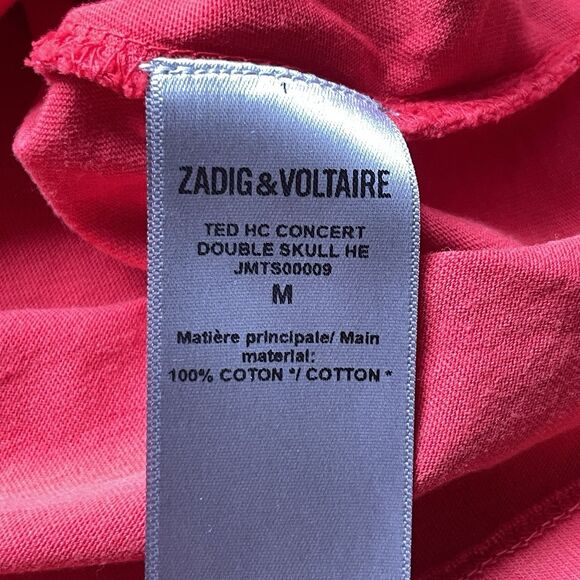 ZADIG&VOLTAIRE
TED HC CONCERT
DOUBLE SKULL HE
JMTS00009
M
Matière principale/ Main
material:
100% COTON */ COTTON *